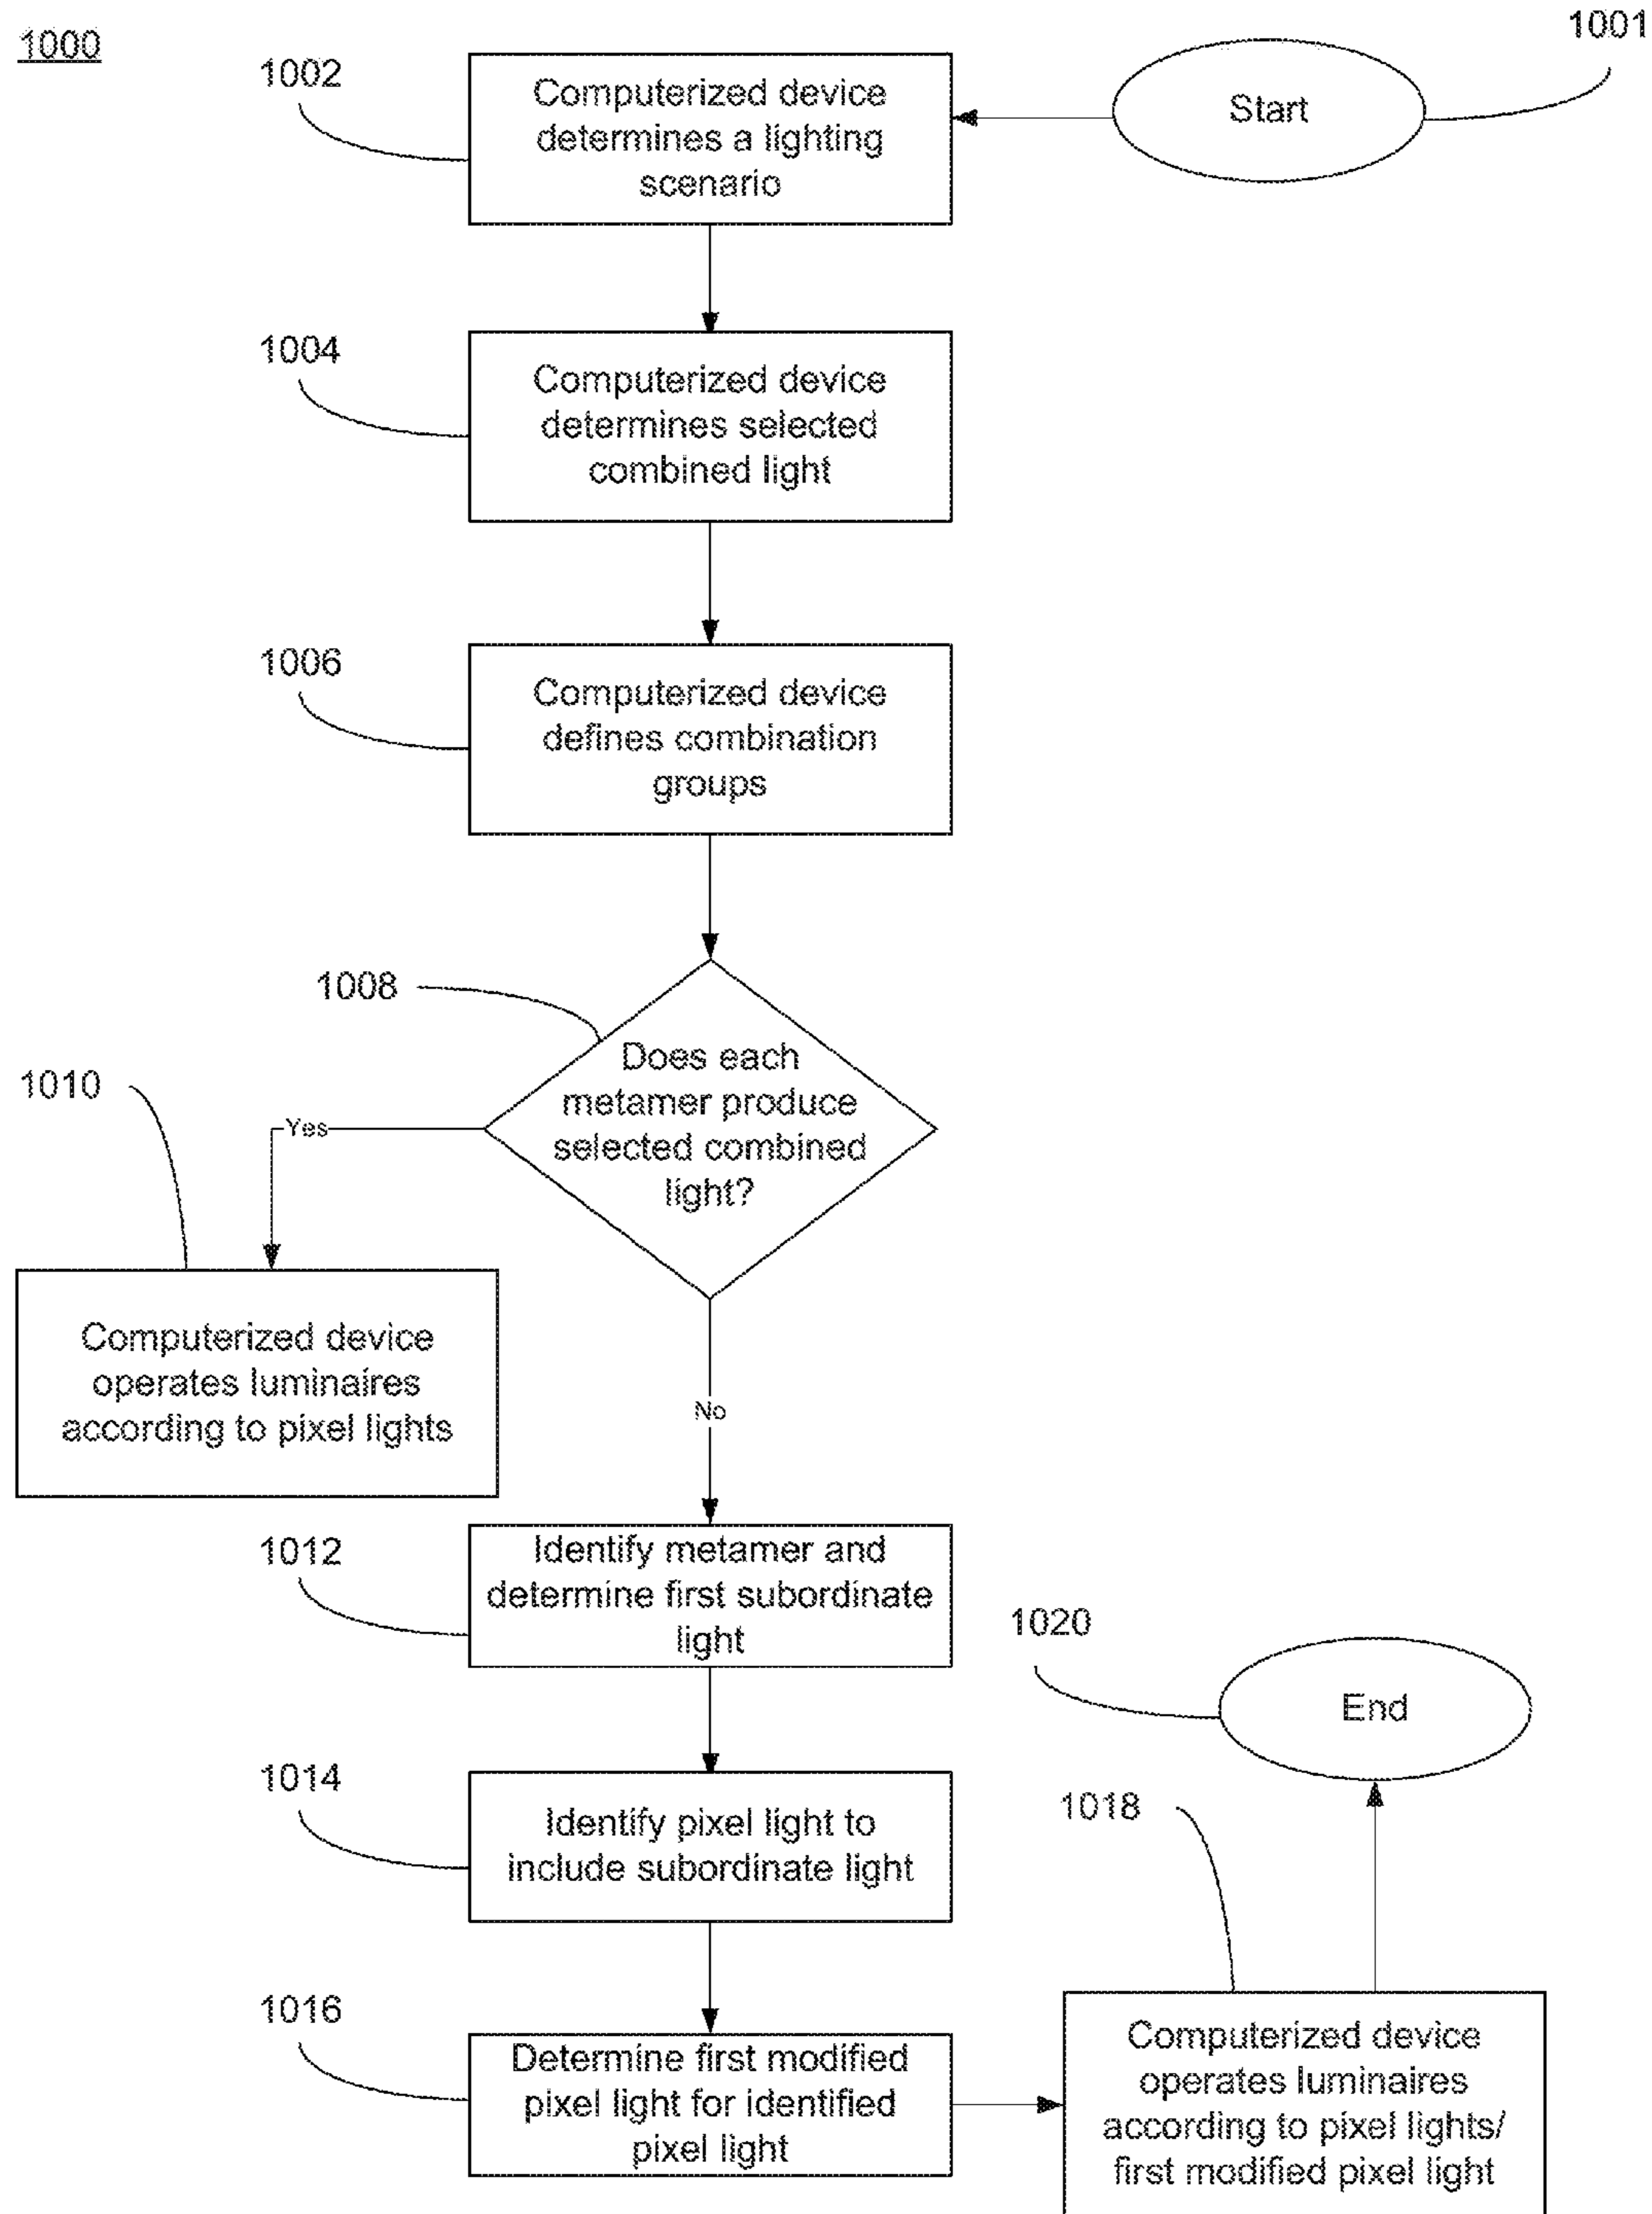 1000
1001
Start
1002
Computerized device
determines a lighting
scenario
1004
Computerized device
determines selected
combined light
1006
Computerized device
defines combination
groups
1008
Does each
metamer produce
selected combined
light?
Yes
1010
Computerized device
operates luminaires
according to pixel lights
No
1012
Identify metamer and
determine first subordinate
light
1014
Identify pixel light to
include subordinate light
1016
Determine first modified
pixel light for identified
pixel light
1018
Computerized device
operates luminaires
according to pixel lights/
first modified pixel light
1020
End